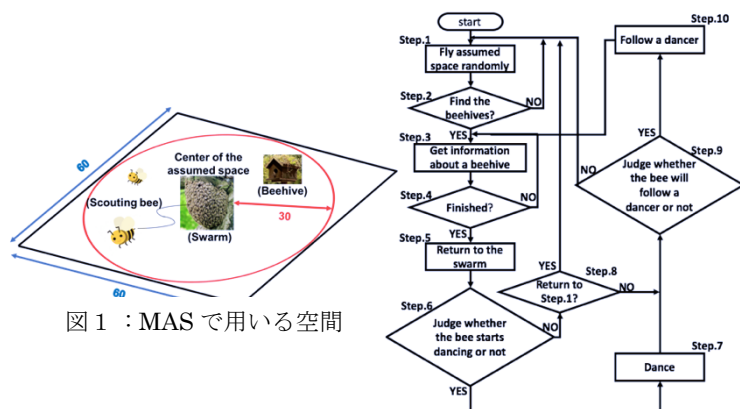 60
60
Center of the
assumed space
(Beehive)
(Scouting bee)
(Swarm)
30
図1：MASで用いる空間
start
Step.1
Fly assumed
space randomly
Step.2
Find the
beehives?
NO
YES
Step.3
Get information
about a beehive
Step.4
Finished?
NO
YES
Step.5
Return to the
swarm
Step.6
Judge whether
the bee starts
dancing or not
NO
YES
YES
Step.8
Return to
Step.1?
NO
Step.10
Follow a dancer
YES
Step.9
NO
Judge whether
the bee will
follow a
dancer or not
Step.7
Dance